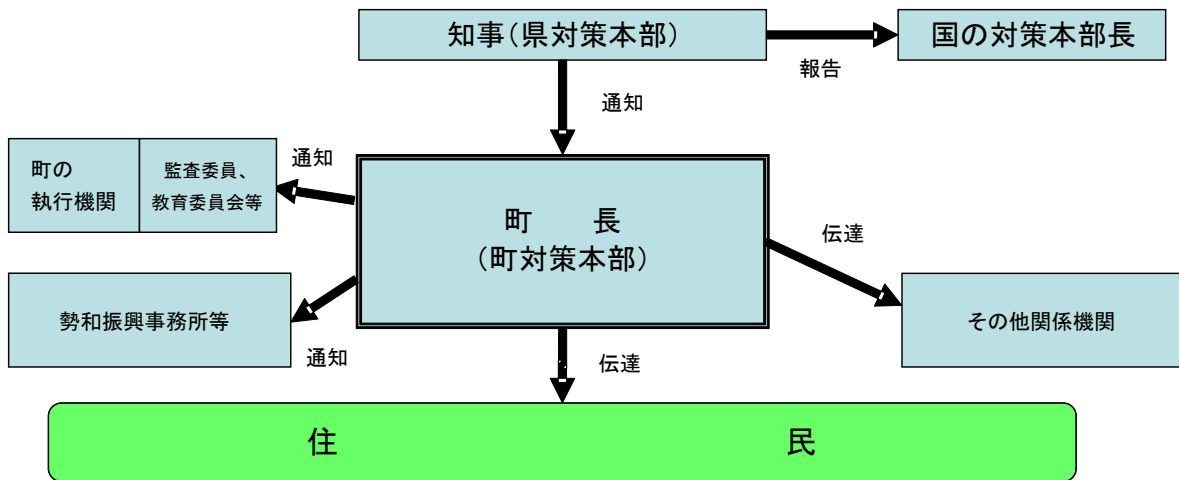 知事(県対策本部)
国の対策本部長
報告
通知
町の
執行機関
監査委員、
教育委員会等
通知
町 長
(町対策本部)
伝達
勢和振興事務所等
通知
その他関係機関
伝達
住 民